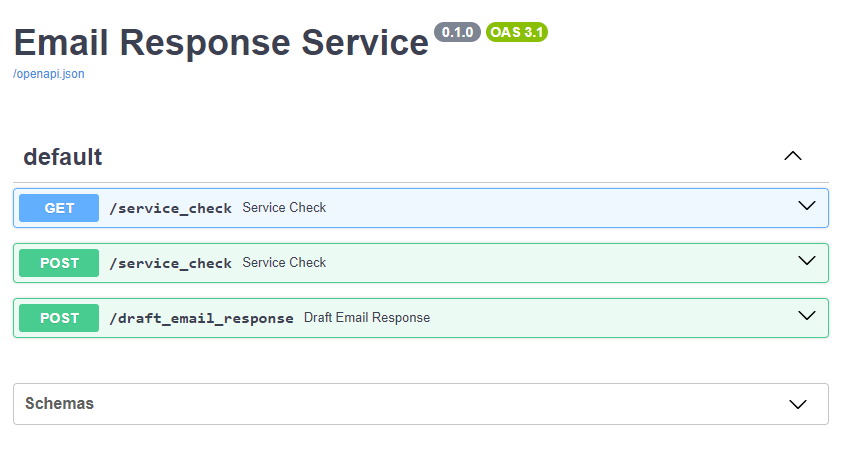 Email Response Service 0.1.0 OAS 3.1
/openapi.json
default
GET /service_check Service Check
POST /service_check Service Check
POST /draft_email_response Draft Email Response
Schemas